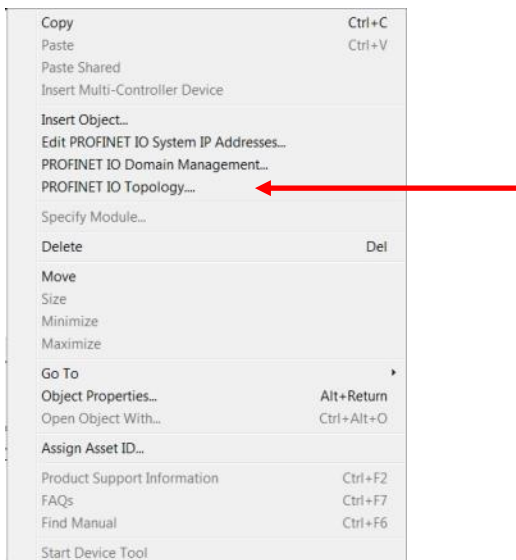 Copy Ctrl+C
Paste Ctrl+V
Paste Shared
Insert Multi-Controller Device
Insert Object...
Edit PROFINET IO System IP Addresses...
PROFINET IO Domain Management...
PROFINET IO Topology....
Specify Module...
Delete Del
Move
Size
Minimize
Maximize
Go To
Object Properties... Alt+Return
Open Object With... Ctrl+Alt+O
Assign Asset ID...
Product Support Information Ctrl+F2
FAQs Ctrl+F7
Find Manual Ctrl+F6
Start Device Tool